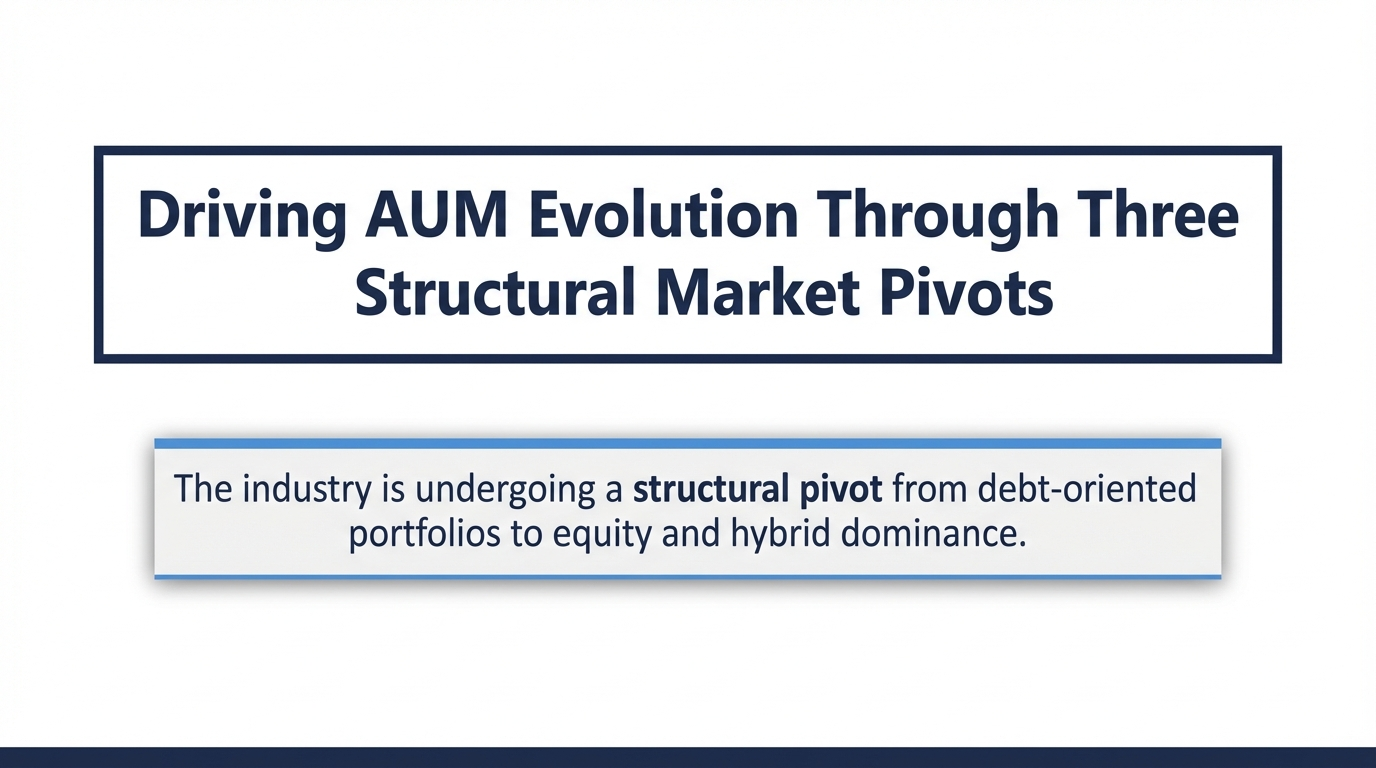 Driving AUM Evolution Through Three
Structural Market Pivots
The industry is undergoing a structural pivot from debt-oriented
portfolios to equity and hybrid dominance.